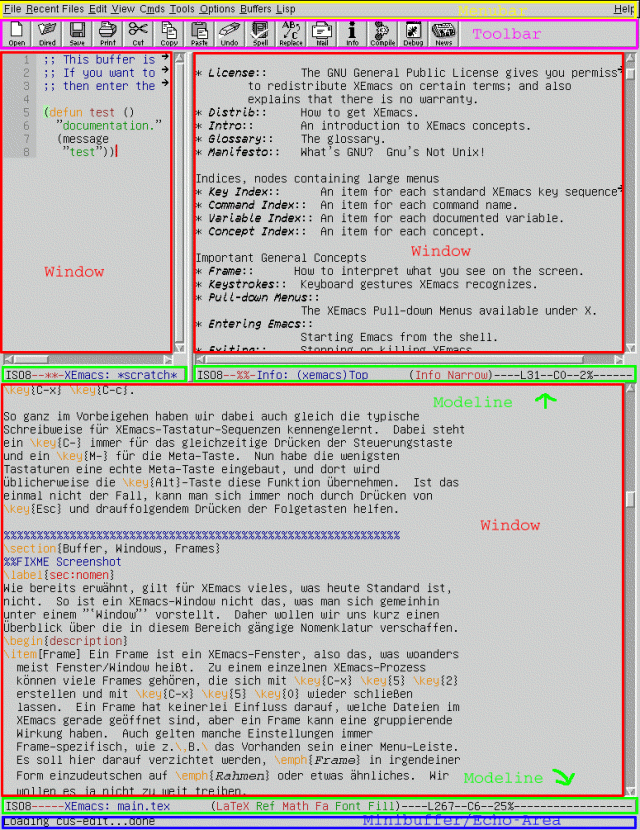 File Recent Files Edit View Cmds Tools Options Buffers Lisp Help
Menubar
Open Dired Save Print Cut Copy Paste Undo Spell Replace Mail Info Compile Debug News
Toolbar
1 ;; This buffer is
2 ;; If you want to
3 ;; then enter the
4
5 (defun test ()
6 "documentation."
7 (message
8 "test"))
Window
ISO8--**-XEmacs: *scratch*
* License:: The GNU General Public License gives you permiss
to redistribute XEmacs on certain terms; and also
explains that there is no warranty.
* Distrib:: How to get XEmacs.
* Intro:: An introduction to XEmacs concepts.
* Glossary:: The glossary.
* Manifesto:: What's GNU? Gnu's Not Unix!
Indices, nodes containing large menus
* Key Index:: An item for each standard XEmacs key sequence
* Command Index:: An item for each command name.
* Variable Index:: An item for each documented variable.
* Concept Index:: An item for each concept.
Important General Concepts
Window
* Frame:: How to interpret what you see on the screen.
* Keystrokes:: Keyboard gestures XEmacs recognizes.
* Pull-down Menus::
The XEmacs Pull-down Menus available under X.
* Entering Emacs::
Starting Emacs from the shell.
* Exiting:: Stopping or killing XEmacs.
ISO8--%%-Info: (xemacs)Top (Info Narrow)----L31--C0--2%------
\key{C-x} \key{C-c}.
Modeline
So ganz im Vorbeigehen haben wir dabei auch gleich die typische
Schreibweise für XEmacs-Tastatur-Sequenzen kennengelernt. Dabei steht
ein \key{C-} immer für das gleichzeitige Drücken der Steuerungstaste
und ein \key{M-} für die Meta-Taste. Nun habe die wenigsten
Tastaturen eine echte Meta-Taste eingebaut, und dort wird
üblicherweise die \key{Alt}-Taste diese Funktion übernehmen. Ist das
einmal nicht der Fall, kann man sich immer noch durch Drücken von
\key{Esc} und drauffolgendem Drücken der Folgetasten helfen.
Window
%%%%%%%%%%%%%%%%%%%%%%%%%%%%%%%%%%%%%%%%%%%%%%%%%%%%%%%%%%%%
\section{Buffer, Windows, Frames}
%%FIXME Screenshot
\label{sec:nomen}
Wie bereits erwähnt, gilt für XEmacs vieles, was heute Standard ist,
nicht. So ist ein XEmacs-Window nicht das, was man sich gemeinhin
unter einem "'Window"' vorstellt. Daher wollen wir uns kurz einen
Überblick über die in diesem Bereich gängige Nomenklatur verschaffen.
\begin{description}
\item[Frame] Ein Frame ist ein XEmacs-Fenster, also das, was woanders
meist Fenster/Window heißt. Zu einem einzelnen XEmacs-Prozess
können viele Frames gehören, die sich mit \key{C-x} \key{5} \key{2}
erstellen und mit \key{C-x} \key{5} \key{0} wieder schließen
lassen. Ein Frame hat keinerlei Einfluss darauf, welche Dateien im
XEmacs gerade geöffnet sind, aber ein Frame kann eine gruppierende
Wirkung haben. Auch gelten manche Einstellungen immer
Frame-spezifisch, wie z.\,B.\ das Vorhanden sein einer Menu-Leiste.
Es soll hier darauf verzichtet werden, \emph{Frame} in irgendeiner
Form einzudeutschen auf \emph{Rahmen} oder etwas ähnliches. Wir
wollen es ja nicht zu weit treiben.
Modeline
ISO8-----XEmacs: main.tex (LaTeX Ref Math Fa Font Fill)----L267--C6--25%------
Loading cus-edit...done
Minibuffer/Echo-Area